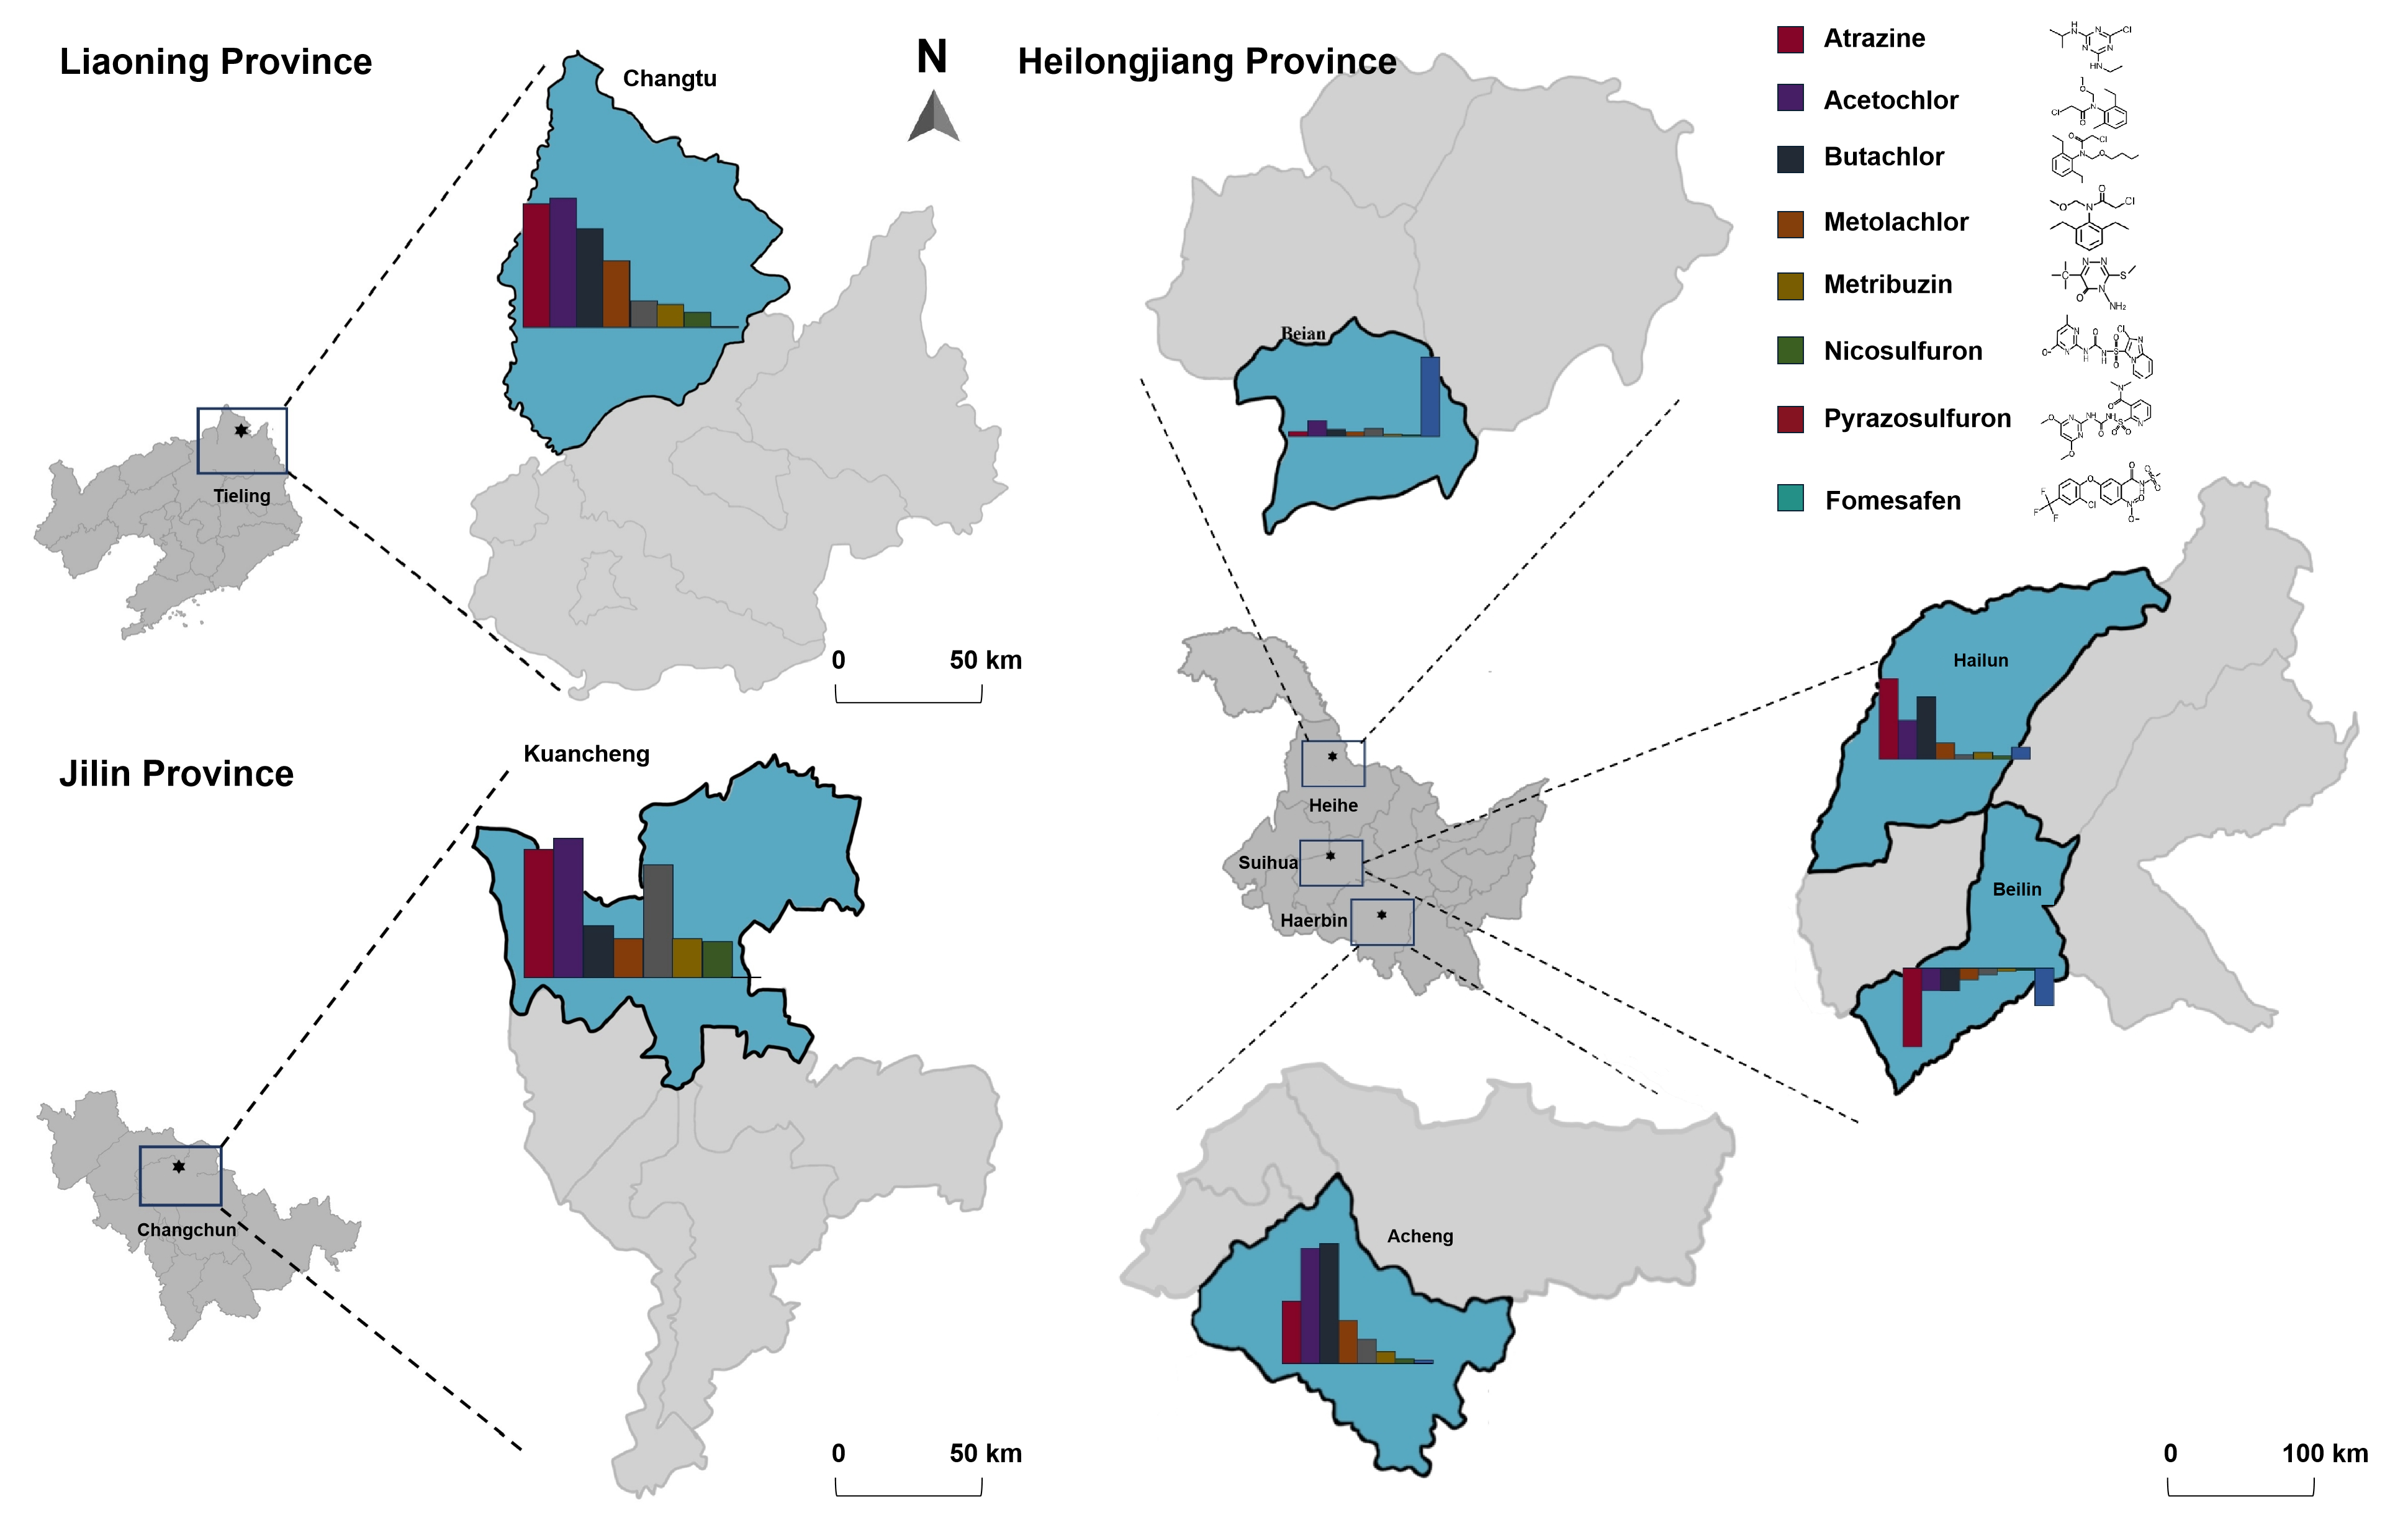 Liaoning Province
Changtu
N
Tieling
0 50 km
Jilin Province
Kuancheng
Changchun
0 50 km
Heilongjiang Province
Beian
Heihe
Suihua
Haerbin
Hailun
Beilin
Acheng
0 100 km
Atrazine
Acetochlor
Butachlor
Metolachlor
Metribuzin
Nicosulfuron
Pyrazosulfuron
Fomesafen